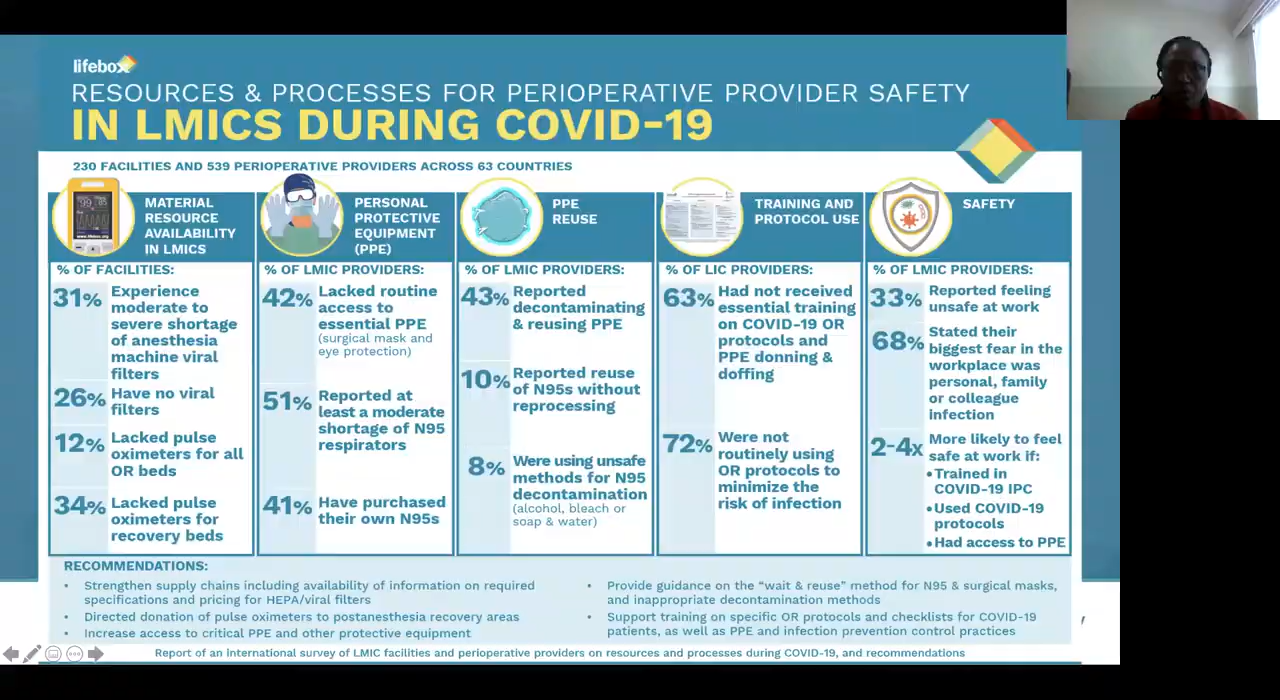 lifebox
RESOURCES & PROCESSES FOR PERIOPERATIVE PROVIDER SAFETY
IN LMICS DURING COVID-19
230 FACILITIES AND 539 PERIOPERATIVE PROVIDERS ACROSS 63 COUNTRIES
MATERIAL
RESOURCE
AVAILABILITY
IN LMICS
% OF FACILITIES:
31% Experience
moderate to
severe shortage
of anesthesia
machine viral
filters
26% Have no viral
filters
12% Lacked pulse
oximeters for all
OR beds
34% Lacked pulse
oximeters for
recovery beds
PERSONAL
PROTECTIVE
EQUIPMENT
(PPE)
% OF LMIC PROVIDERS:
42% Lacked routine
access to
essential PPE
(surgical mask and
eye protection)
51% Reported at
least a moderate
shortage of N95
respirators
41% Have purchased
their own N95s
PPE
REUSE
% OF LMIC PROVIDERS:
43% Reported
decontaminating
& reusing PPE
10% Reported reuse
of N95s without
reprocessing
8% Were using unsafe
methods for N95
decontamination
(alcohol, bleach or
soap & water)
TRAINING AND
PROTOCOL USE
% OF LIC PROVIDERS:
63% Had not received
essential training
on COVID-19 OR
protocols and
PPE donning &
doffing
72% Were not
routinely using
OR protocols to
minimize the
risk of infection
SAFETY
% OF LMIC PROVIDERS:
33% Reported feeling
unsafe at work
68% Stated their
biggest fear in the
workplace was
personal, family
or colleague
infection
2-4x More likely to feel
safe at work if:
• Trained in
COVID-19 IPC
• Used COVID-19
protocols
• Had access to PPE
RECOMMENDATIONS:
• Strengthen supply chains including availability of information on required
specifications and pricing for HEPA/viral filters
• Directed donation of pulse oximeters to postanesthesia recovery areas
• Increase access to critical PPE and other protective equipment
• Provide guidance on the “wait & reuse” method for N95 & surgical masks,
and inappropriate decontamination methods
• Support training on specific OR protocols and checklists for COVID-19
patients, as well as PPE and infection prevention control practices
Report of an international survey of LMIC facilities and perioperative providers on resources and processes during COVID-19, and recommendations